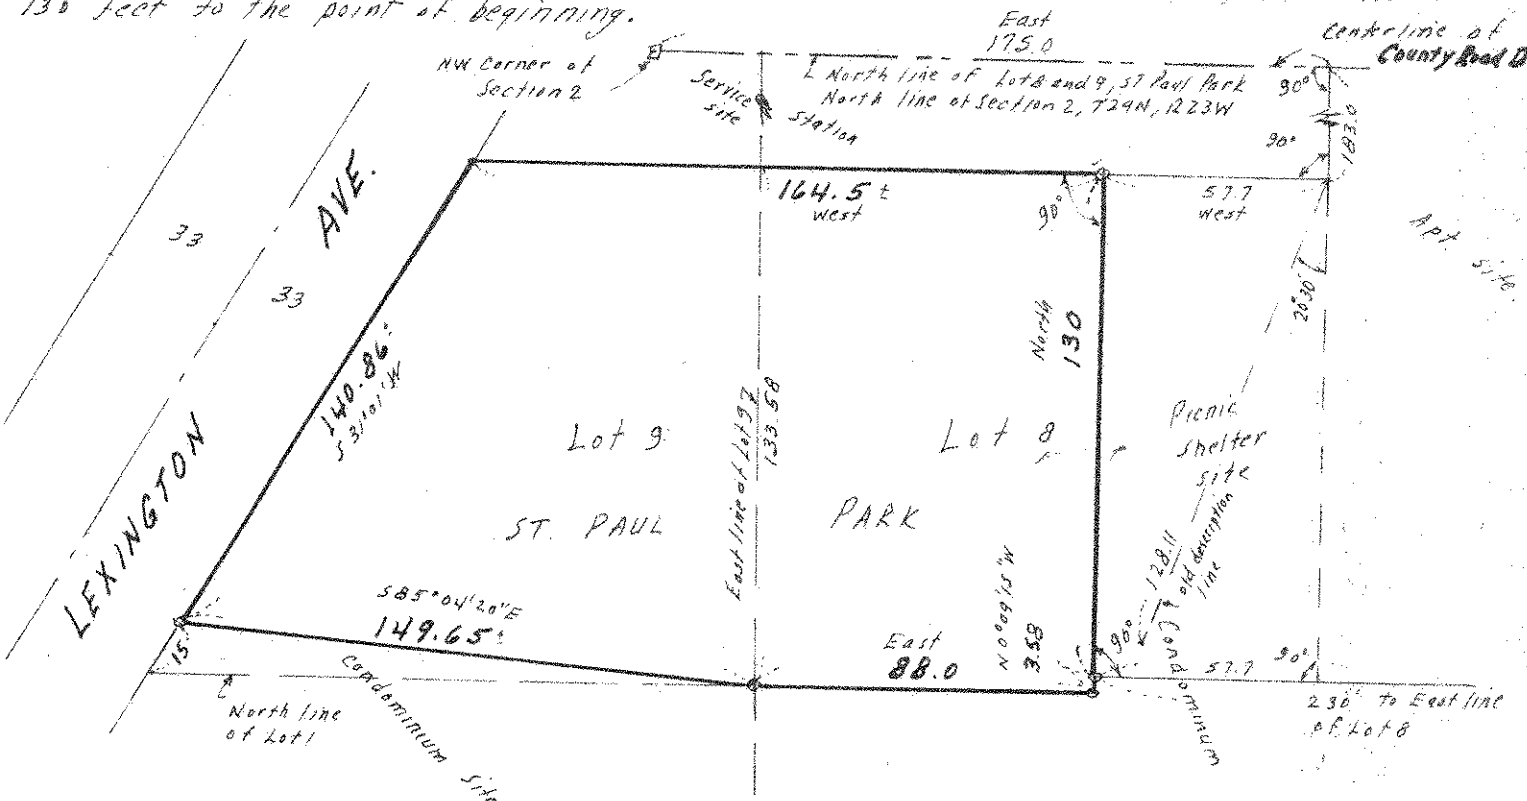 130 feet to the point of beginning.
East
175.0
Centerline of
County Road D
NW Corner of
Section 2
Service Station
site
North line of Lot 8 and 9, ST Paul Park
North line of Section 2, T29N, R23W
90°
183.0
90°
33
33
LEXINGTON AVE.
164.5 ±
West
90°
57.7
West
Apt. Site
20°30'
North
130
140.86±
S 31°01'W
East line of Lot 9
133.58
Lot 9
Lot 8
Picnic
Shelter
site
ST. PAUL PARK
128.11
old description
line
S85°04'20"E
149.65±
N0°09'15"W
3.58
East
88.0
90°
57.7
90°
15
Condominium Site
Condominum
North line
of Lot 1
230' to East line
of Lot 8